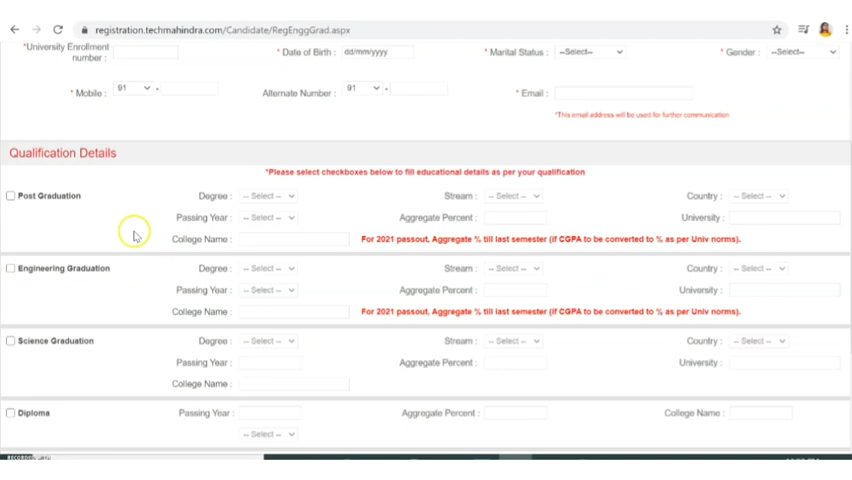 registration.techmahindra.com/Candidate/RegEnggGrad.aspx
*University Enrollment number :
* Date of Birth : dd/mm/yyyy
* Marital Status : --Select--
* Gender : --Select--
* Mobile : 91 -
Alternate Number : 91 -
* Email :
*This email address will be used for further communication
Qualification Details
*Please select checkboxes below to fill educational details as per your qualification
Post Graduation Degree : -- Select -- Stream : -- Select -- Country : -- Select --
Passing Year : -- Select -- Aggregate Percent : University :
College Name : For 2021 passout, Aggregate % till last semester (if CGPA to be converted to % as per Univ norms).
Engineering Graduation Degree : -- Select -- Stream : -- Select -- Country : -- Select --
Passing Year : -- Select -- Aggregate Percent : University :
College Name : For 2021 passout, Aggregate % till last semester (if CGPA to be converted to % as per Univ norms).
Science Graduation Degree : -- Select -- Stream : -- Select -- Country : -- Select --
Passing Year : Aggregate Percent : University :
College Name :
Diploma Passing Year : Aggregate Percent : College Name :
-- Select --